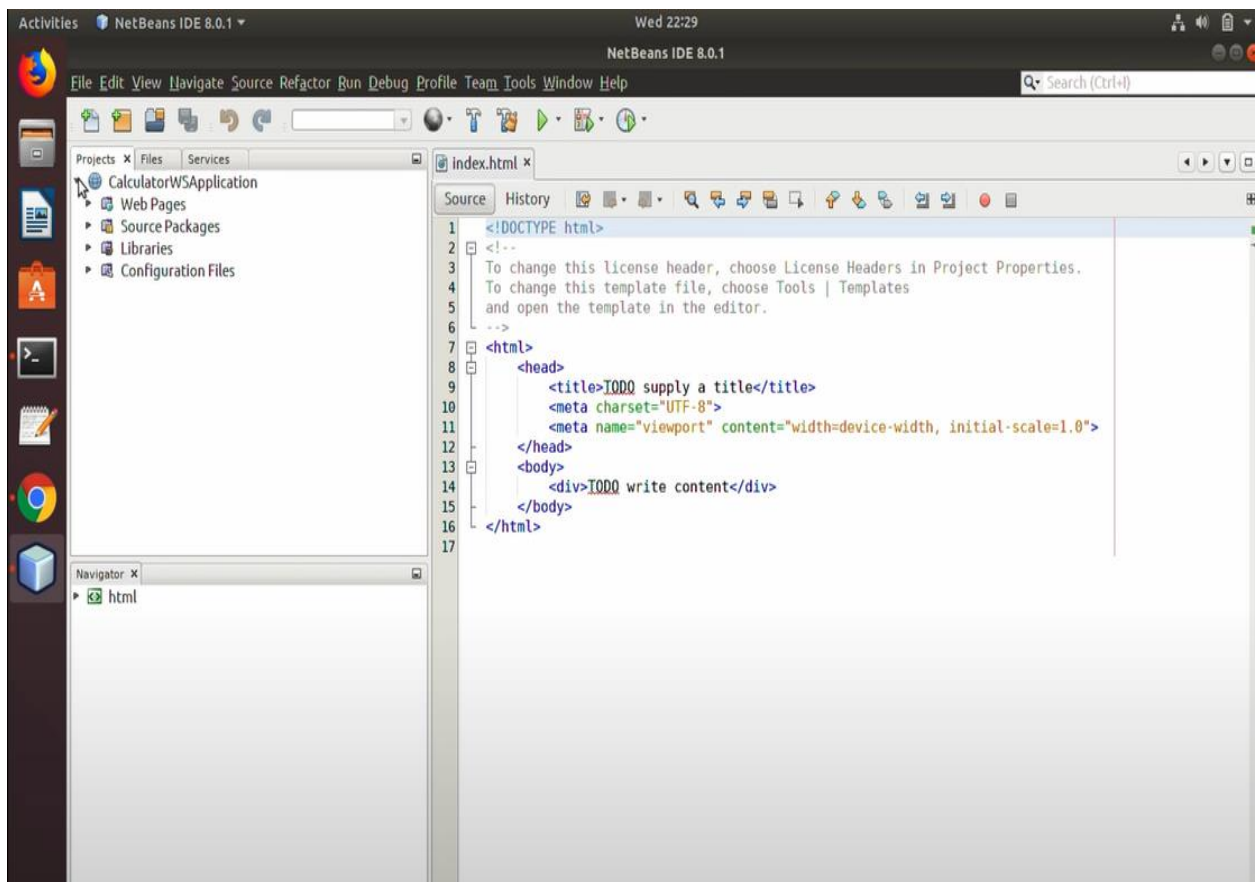 Activities NetBeans IDE 8.0.1 Wed 22:29
NetBeans IDE 8.0.1
File Edit View Navigate Source Refactor Run Debug Profile Team Tools Window Help Search (Ctrl+I)
Projects Files Services
CalculatorWSApplication
Web Pages
Source Packages
Libraries
Configuration Files
index.html
Source History
1 <!DOCTYPE html>
2 <!--
3 To change this license header, choose License Headers in Project Properties.
4 To change this template file, choose Tools | Templates
5 and open the template in the editor.
6 -->
7 <html>
8 <head>
9 <title>TODO supply a title</title>
10 <meta charset="UTF-8">
11 <meta name="viewport" content="width=device-width, initial-scale=1.0">
12 </head>
13 <body>
14 <div>TODO write content</div>
15 </body>
16 </html>
17
Navigator
html